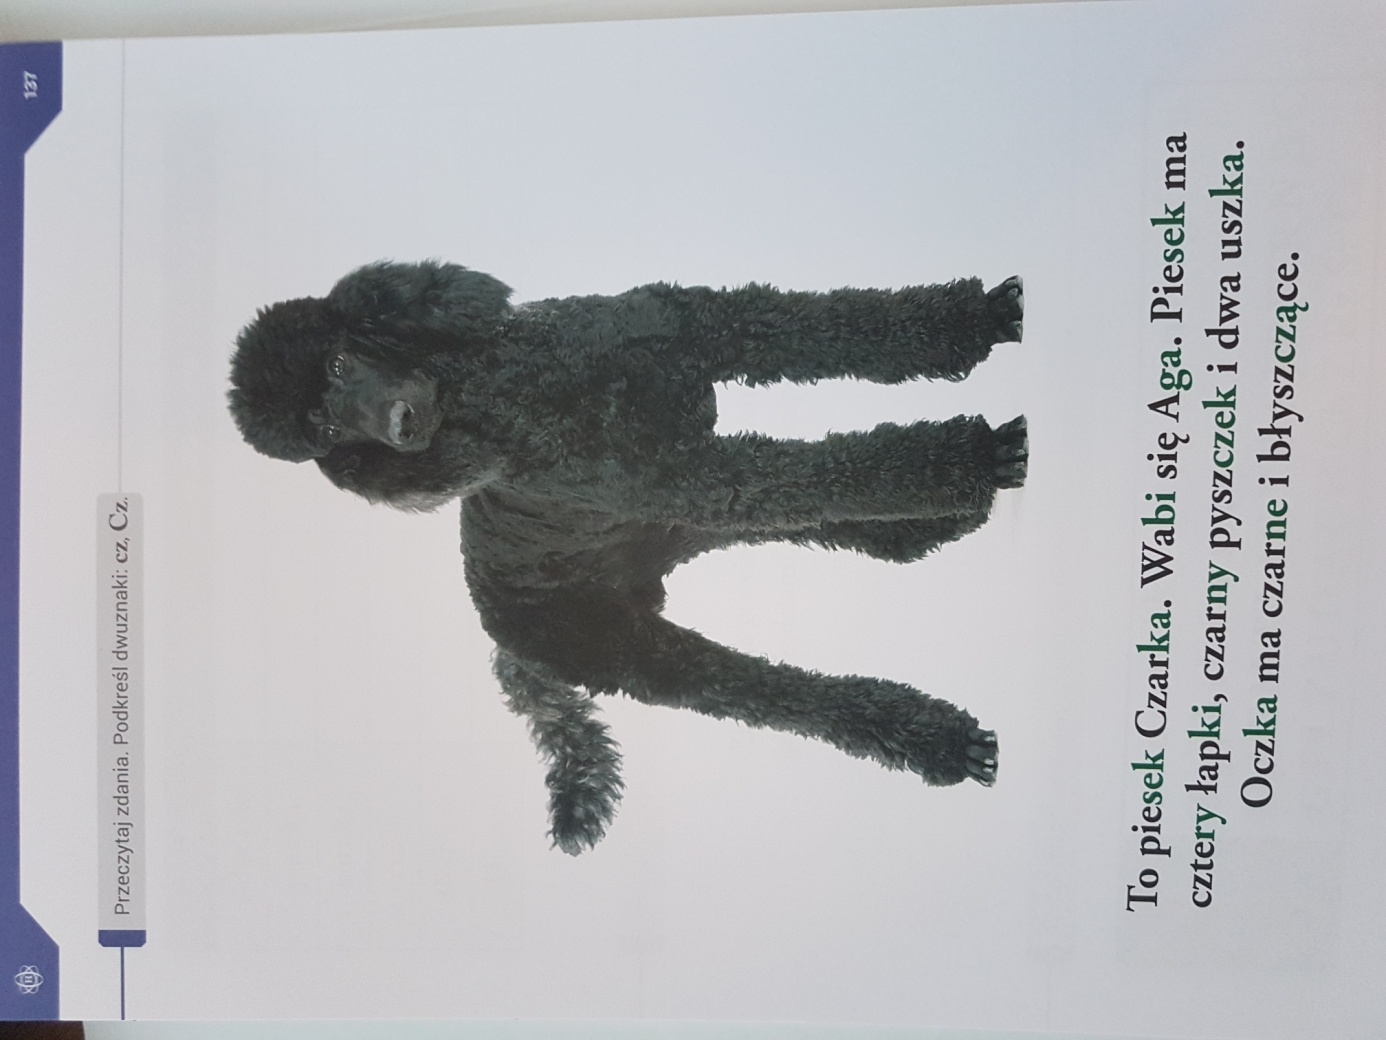 137
Przeczytaj zdania. Podkreśl dwuznaki: cz, Cz.
To piesek Czarka. Wabi się Aga. Piesek ma
cztery łapki, czarny pyszczek i dwa uszka.
Oczka ma czarne i błyszczące.